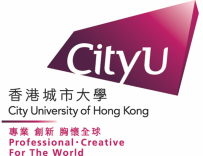 CityU
香港城市大學
City University of Hong Kong
專業 創新 胸懷全球
Professional·Creative
For The World